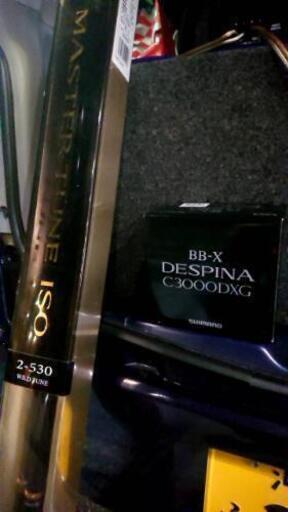 MASTER TUNE ISO
2-530
WILD TUNE
BB-X
DESPINA
C3000DXG
SHIMANO